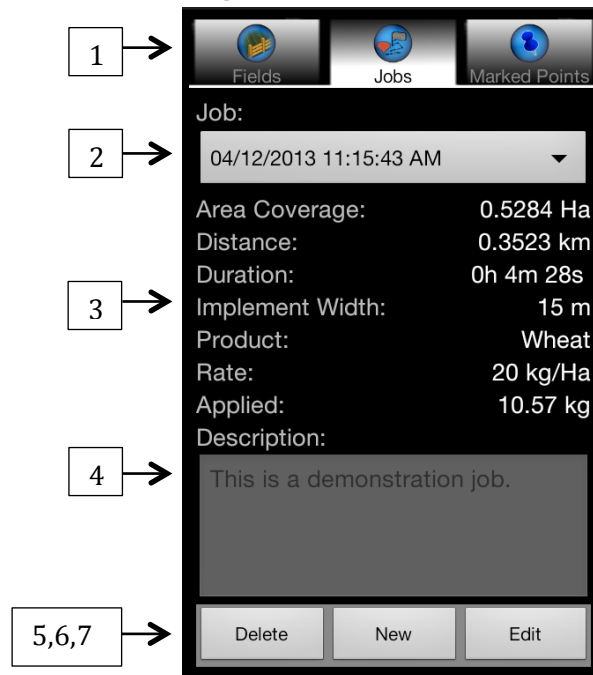 1
Fields Jobs Marked Points
Job:
2
04/12/2013 11:15:43 AM
Area Coverage: 0.5284 Ha
Distance: 0.3523 km
Duration: 0h 4m 28s
3
Implement Width: 15 m
Product: Wheat
Rate: 20 kg/Ha
Applied: 10.57 kg
Description:
4
This is a demonstration job.
5,6,7
Delete New Edit